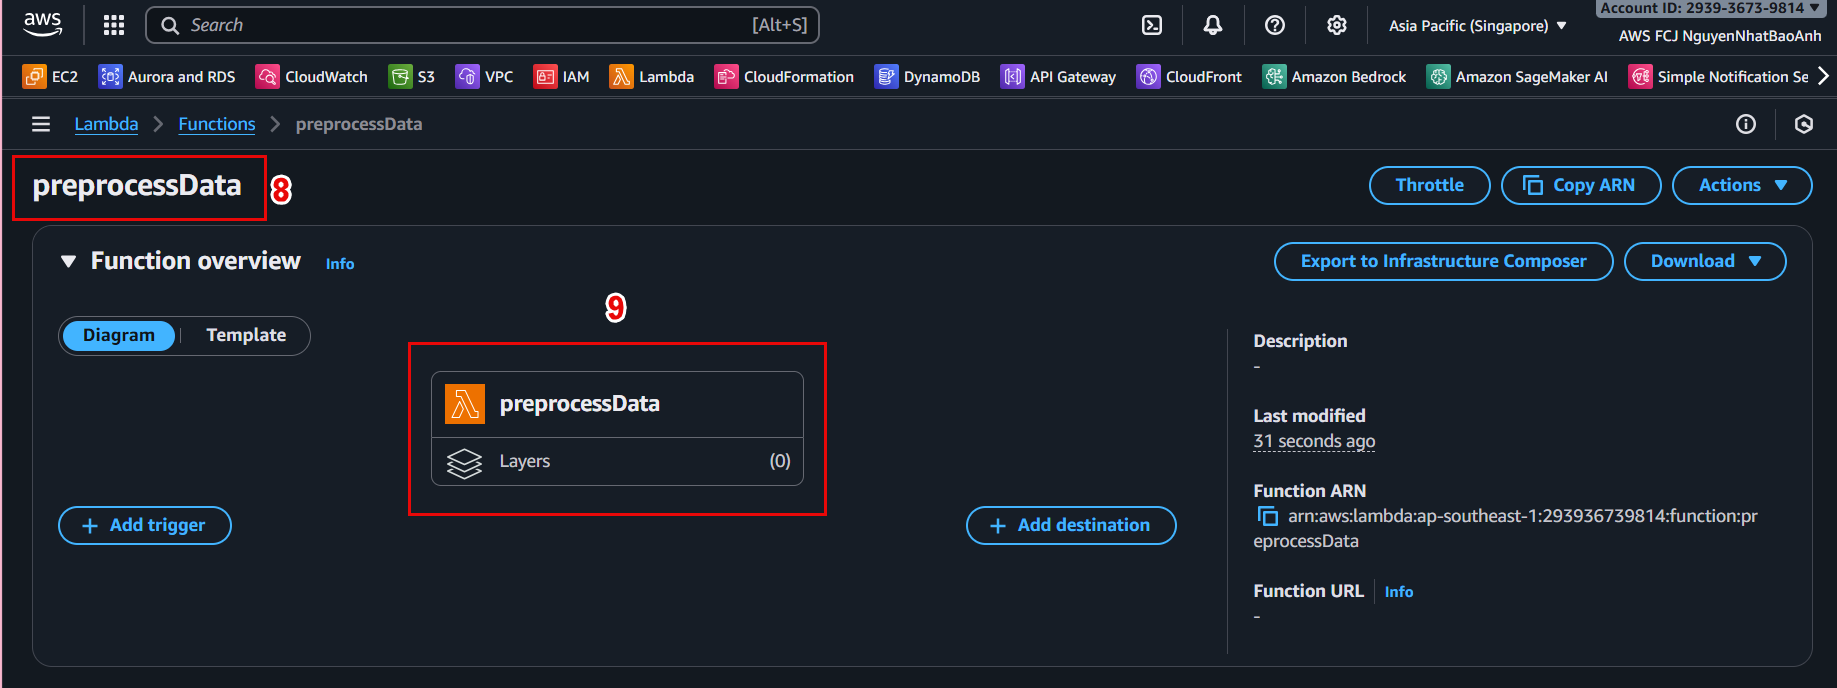 aws
Search
[Alt+S]
Asia Pacific (Singapore)
Account ID: 2939-3673-9814
AWS FCJ NguyenNhatBaoAnh
EC2
Aurora and RDS
CloudWatch
S3
VPC
IAM
Lambda
CloudFormation
DynamoDB
API Gateway
CloudFront
Amazon Bedrock
Amazon SageMaker AI
Simple Notification Se
Lambda
Functions
preprocessData
preprocessData
8
Throttle
Copy ARN
Actions
Function overview
Info
Export to Infrastructure Composer
Download
9
Diagram
Template
preprocessData
Layers
(0)
Add trigger
Add destination
Description
-
Last modified
31 seconds ago
Function ARN
arn:aws:lambda:ap-southeast-1:293936739814:function:pr
eprocessData
Function URL
Info
-